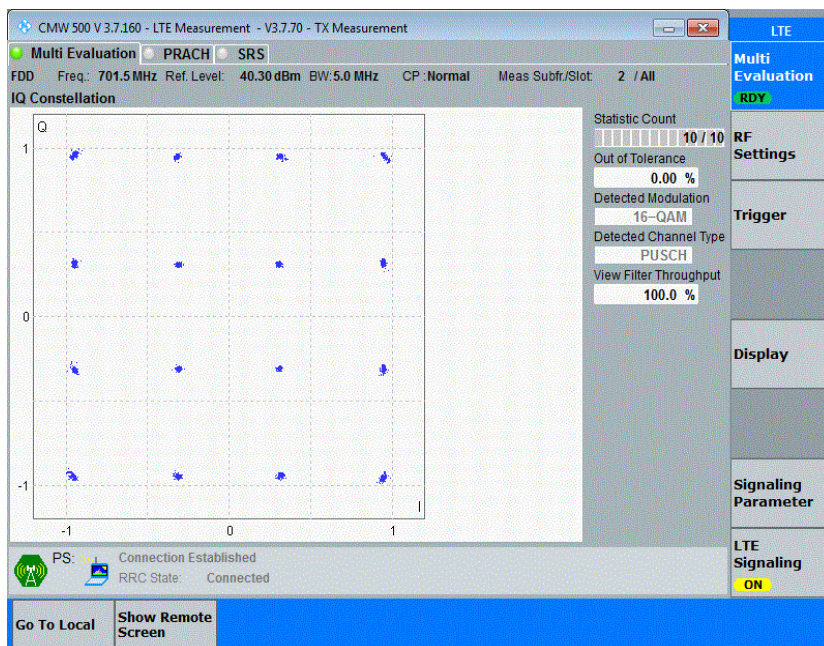 CMW 500 V 3.7.160 - LTE Measurement - V3.7.70 - TX Measurement
LTE
Multi Evaluation PRACH SRS
Multi
Evaluation
RDY
FDD Freq.: 701.5 MHz Ref. Level: 40.30 dBm BW: 5.0 MHz CP : Normal Meas Subfr./Slot: 2 / All
IQ Constellation
Q
1
0
-1
I
-1 0 1
Statistic Count
10 / 10
Out of Tolerance
0.00 %
Detected Modulation
16-QAM
Detected Channel Type
PUSCH
View Filter Throughput
100.0 %
RF
Settings
Trigger
Display
Signaling
Parameter
LTE
Signaling
ON
PS: Connection Established
RRC State: Connected
Go To Local
Show Remote
Screen